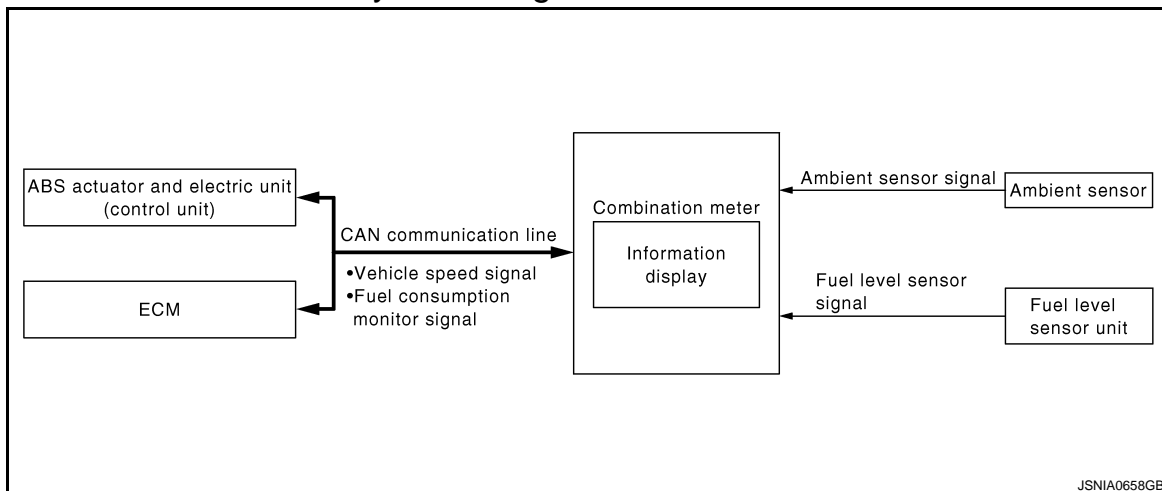 ABS actuator and electric unit
(control unit)
ECM
CAN communication line
•Vehicle speed signal
•Fuel consumption
monitor signal
Combination meter
Information
display
Ambient sensor signal
Ambient sensor
Fuel level sensor
signal
Fuel level
sensor unit
JSNIA0658GB